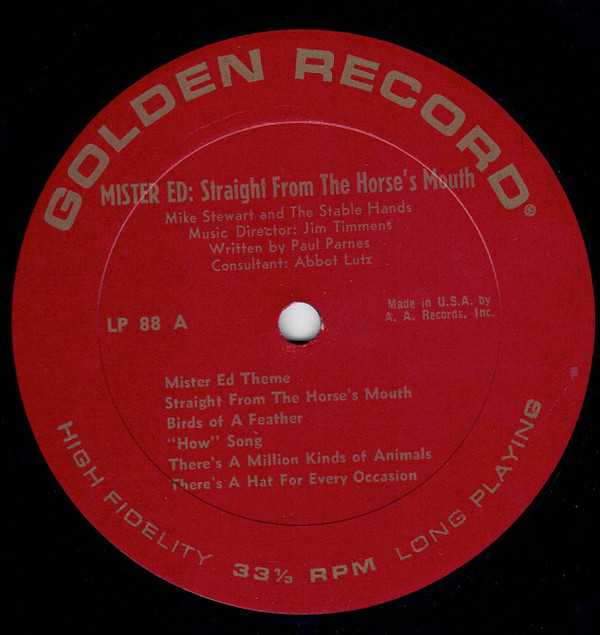 GOLDEN RECORD®
MISTER ED: Straight From The Horse's Mouth
Mike Stewart and The Stable Hands
Music Director: Jim Timmens
Written by Paul Parnes
Consultant: Abbot Lutz
LP 88 A
Made in U.S.A. by
A. A. Records, Inc.
Mister Ed Theme
Straight From The Horse's Mouth
Birds of A Feather
"How" Song
There's A Million Kinds of Animals
There's A Hat For Every Occasion
HIGH FIDELITY 33⅓ RPM LONG PLAYING